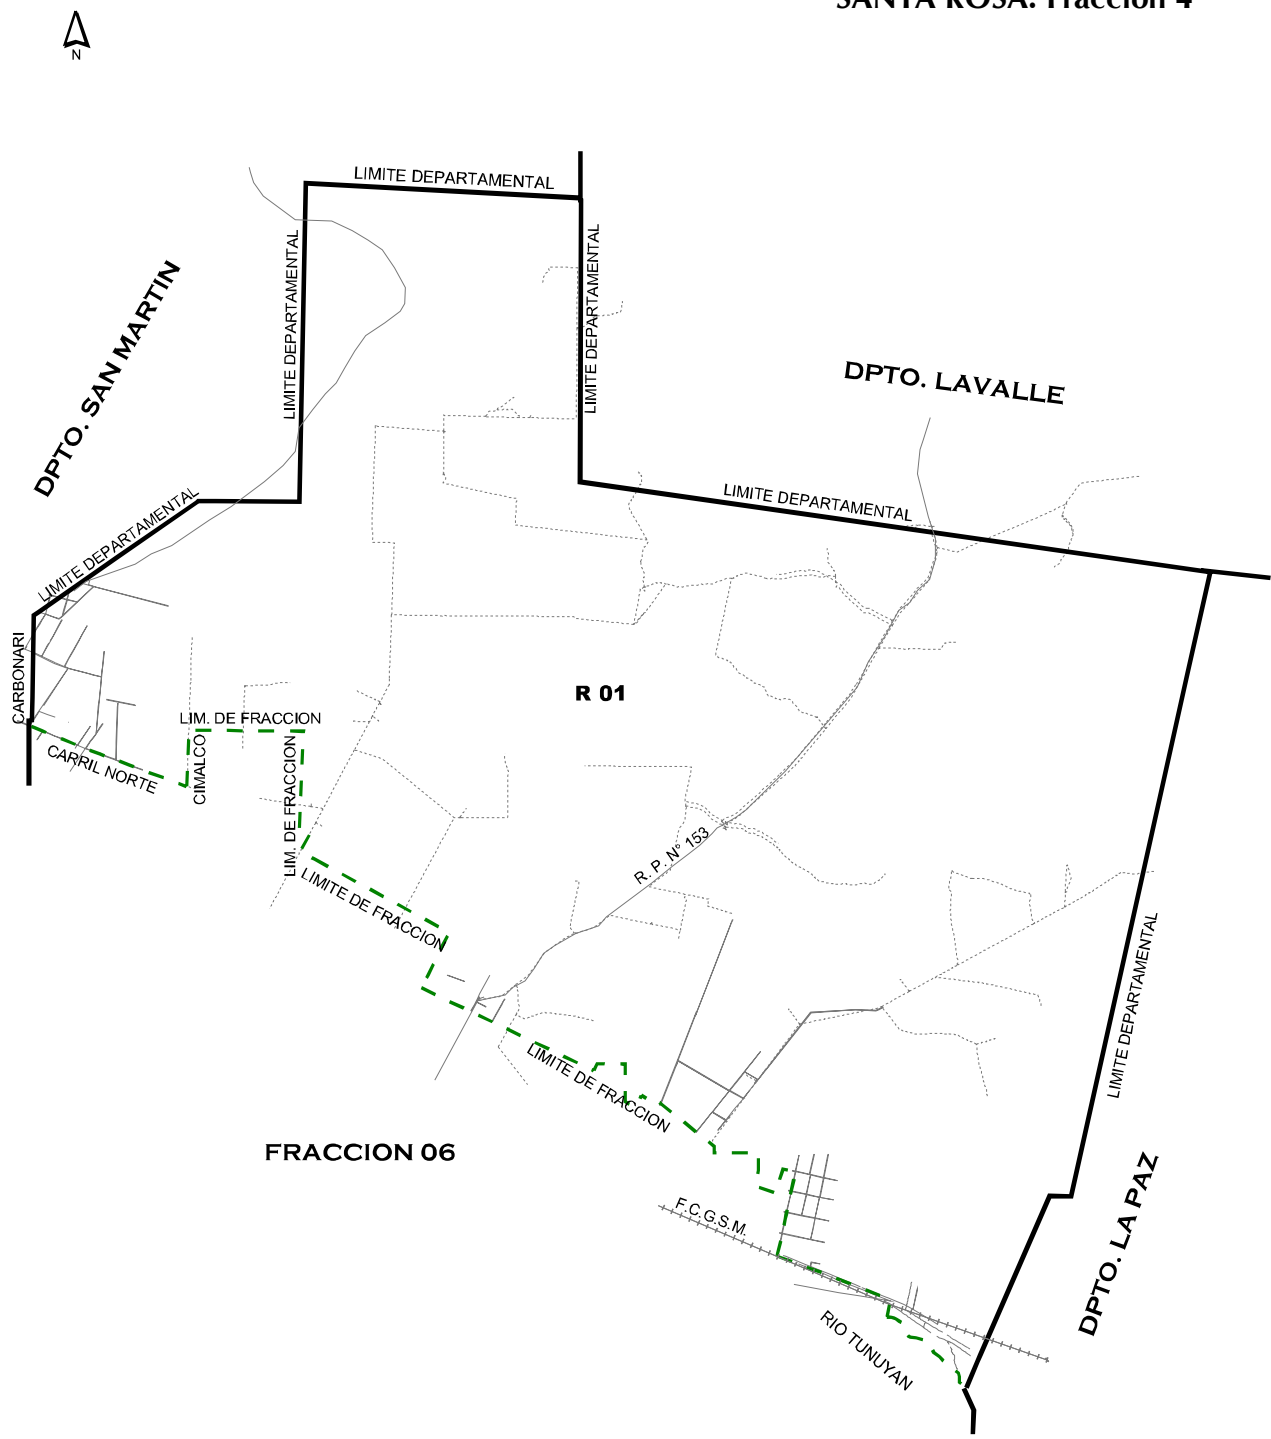 SANTA ROSA. Fraccion 4
N
LIMITE DEPARTAMENTAL
LIMITE DEPARTAMENTAL
LIMITE DEPARTAMENTAL
DPTO. SAN MARTIN
DPTO. LAVALLE
LIMITE DEPARTAMENTAL
LIMITE DEPARTAMENTAL
CARBONARI
R 01
LIM. DE FRACCION
CARRIL NORTE
CIMALCO
LIM. DE FRACCION
R. P. N° 153
LIMITE DE FRACCION
LIMITE DEPARTAMENTAL
LIMITE DE FRACCION
FRACCION 06
F.C.G.S.M.
DPTO. LA PAZ
RIO TUNUYAN